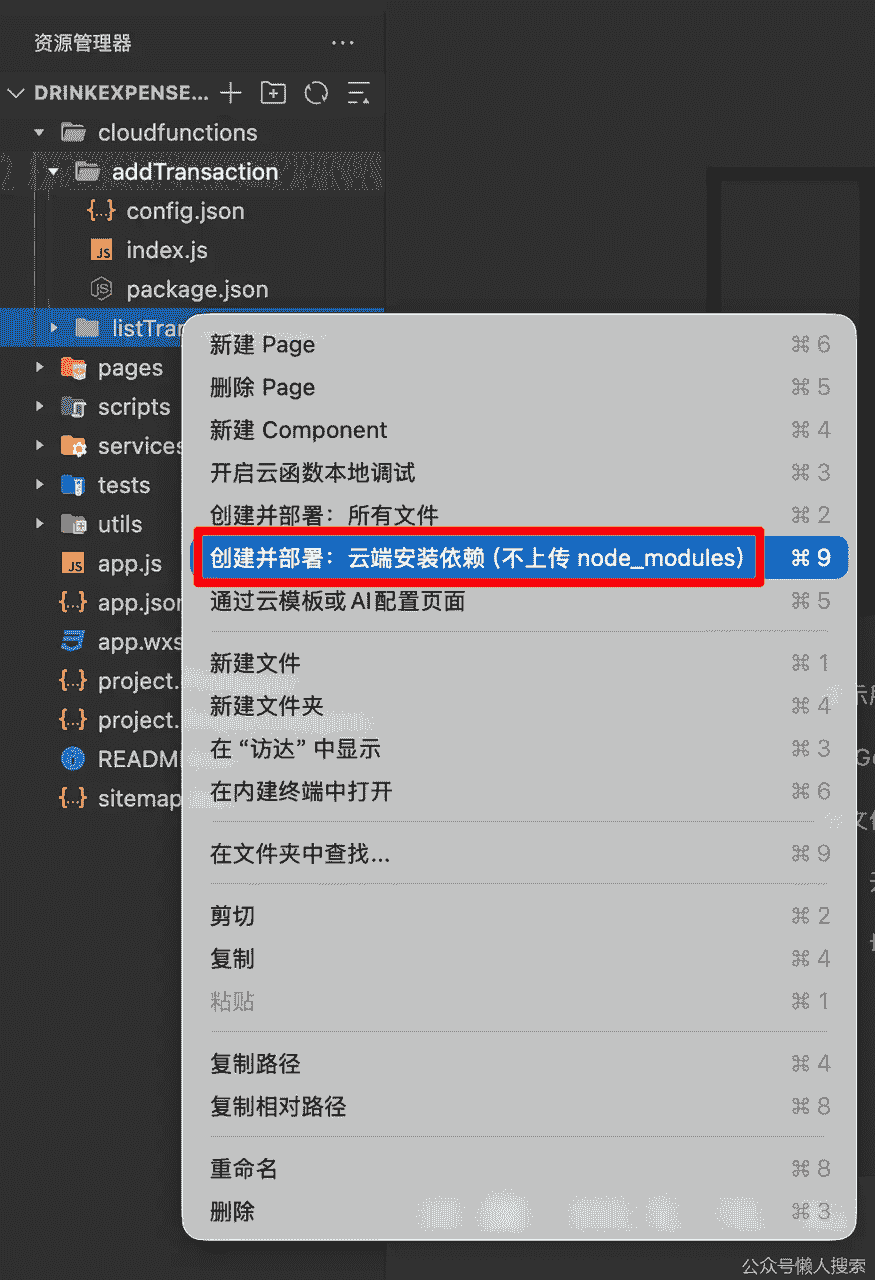 资源管理器
DRINKEXPENSE...
cloudfunctions
addTransaction
config.json
index.js
package.json
listTran
pages
scripts
services
tests
utils
app.js
app.json
app.wxs
project.
project.
README
sitemap
新建 Page ⌘ 6
删除 Page ⌘ 5
新建 Component ⌘ 4
开启云函数本地调试 ⌘ 3
创建并部署：所有文件 ⌘ 2
创建并部署：云端安装依赖 (不上传 node_modules) ⌘ 9
通过云模板或 AI 配置页面 ⌘ 5
新建文件 ⌘ 1
新建文件夹 ⌘ 4
在 “访达” 中显示 ⌘ 3
在内建终端中打开 ⌘ 6
在文件夹中查找... ⌘ 9
剪切 ⌘ 2
复制 ⌘ 4
粘贴 ⌘ 1
复制路径 ⌘ 4
复制相对路径 ⌘ 8
重命名 ⌘ 8
删除 ⌘ 3
公众号懒人搜索